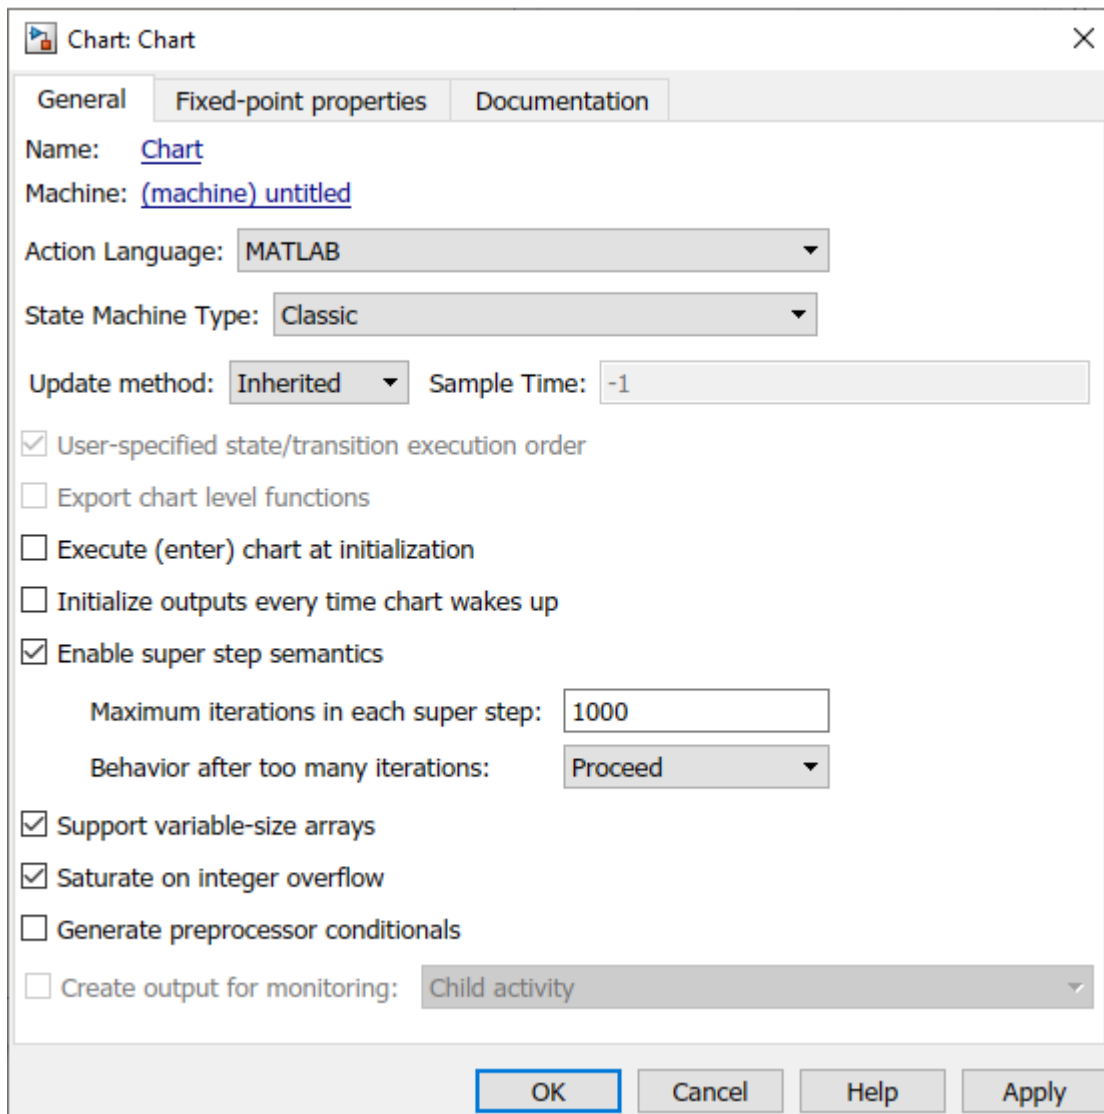 Chart: Chart
General Fixed-point properties Documentation
Name: Chart
Machine: (machine) untitled
Action Language: MATLAB
State Machine Type: Classic
Update method: Inherited Sample Time: -1
User-specified state/transition execution order
Export chart level functions
Execute (enter) chart at initialization
Initialize outputs every time chart wakes up
Enable super step semantics
Maximum iterations in each super step: 1000
Behavior after too many iterations: Proceed
Support variable-size arrays
Saturate on integer overflow
Generate preprocessor conditionals
Create output for monitoring: Child activity
OK Cancel Help Apply